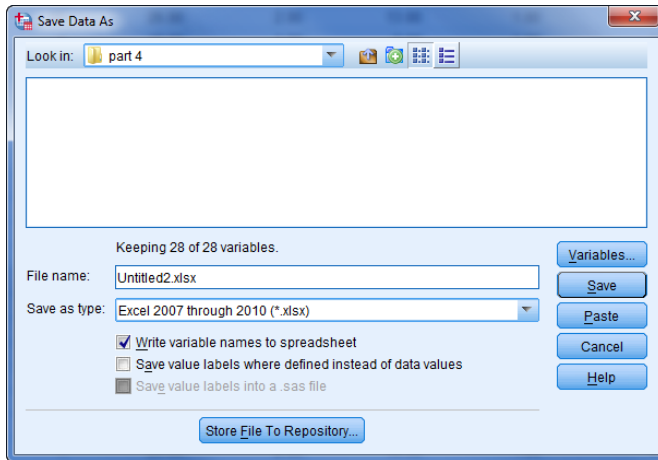 Save Data As
Look in: part 4
Keeping 28 of 28 variables.
Variables...
File name: Untitled2.xlsx
Save
Save as type: Excel 2007 through 2010 (*.xlsx)
Paste
Write variable names to spreadsheet
Cancel
Save value labels where defined instead of data values
Save value labels into a .sas file
Help
Store File To Repository...